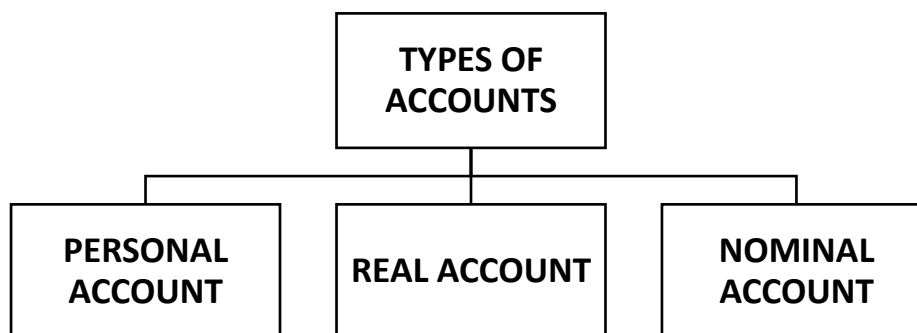 TYPES OF
ACCOUNTS
PERSONAL
ACCOUNT
REAL ACCOUNT
NOMINAL
ACCOUNT